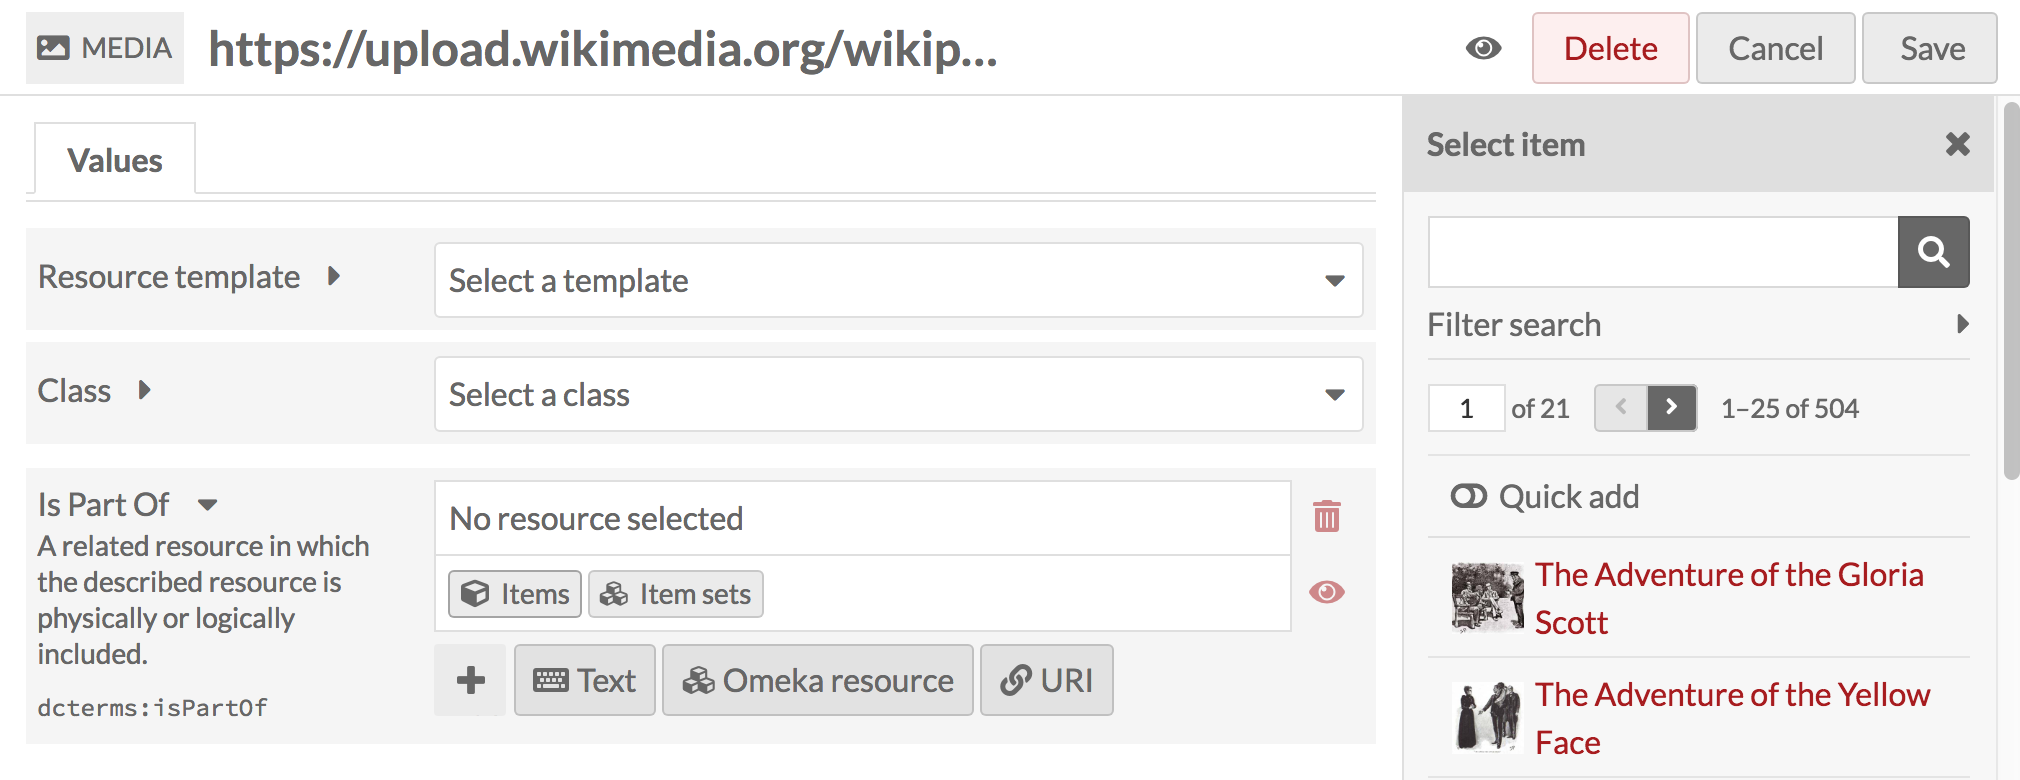 MEDIA https://upload.wikimedia.org/wikip...
Delete Cancel Save
Values
Resource template Select a template
Class Select a class
Is Part Of
A related resource in which
the described resource is
physically or logically
included.
dcterms:isPartOf
No resource selected
Items Item sets
Text Omeka resource URI
Select item
Filter search
1 of 21 1–25 of 504
Quick add
The Adventure of the Gloria
Scott
The Adventure of the Yellow
Face